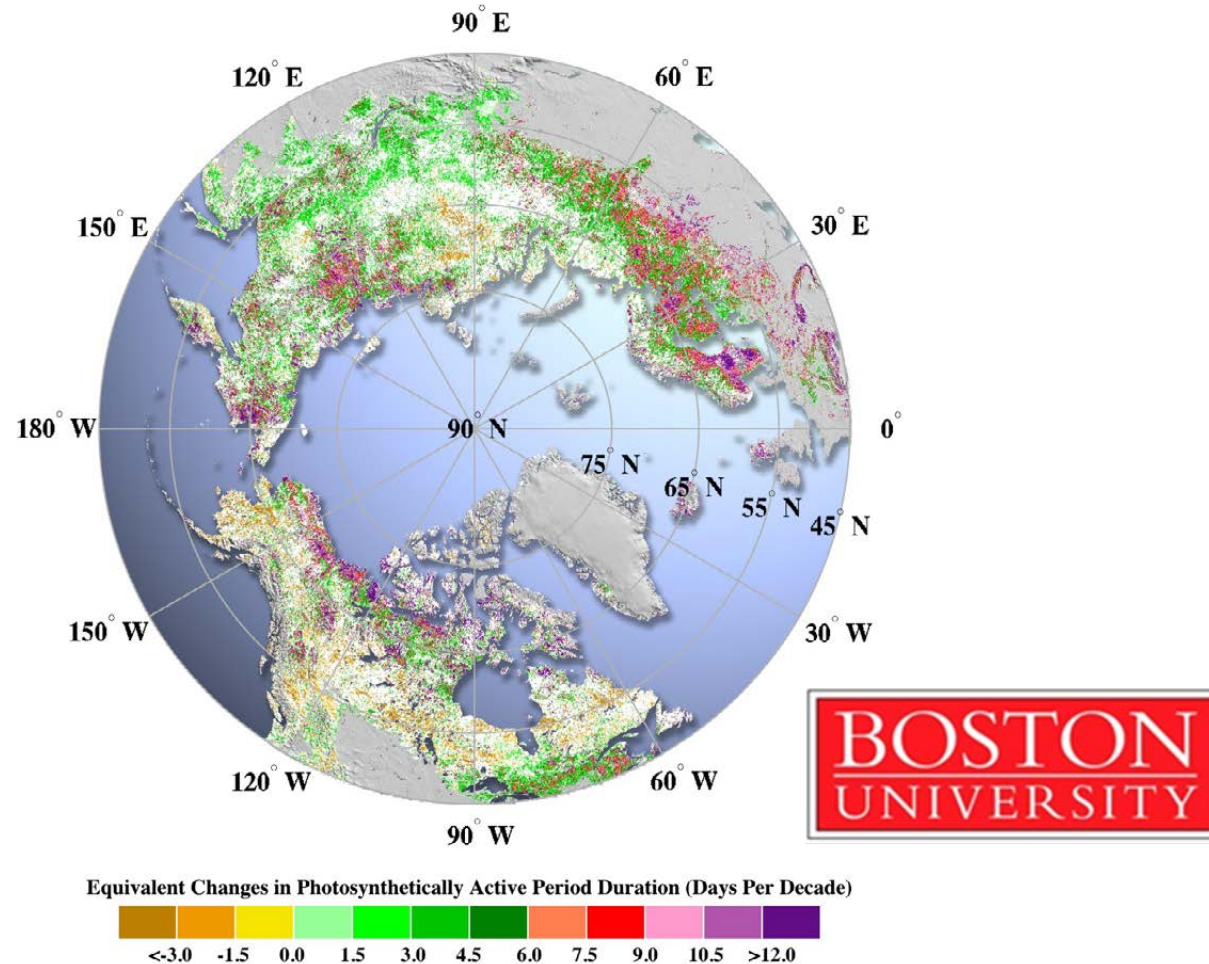 90° E
120° E
60° E
150° E
30° E
180° W
90° N
0°
75° N
65° N
55° N
45° N
150° W
30° W
120° W
60° W
90° W
BOSTON
UNIVERSITY
Equivalent Changes in Photosynthetically Active Period Duration (Days Per Decade)
<-3.0 -1.5 0.0 1.5 3.0 4.5 6.0 7.5 9.0 10.5 >12.0